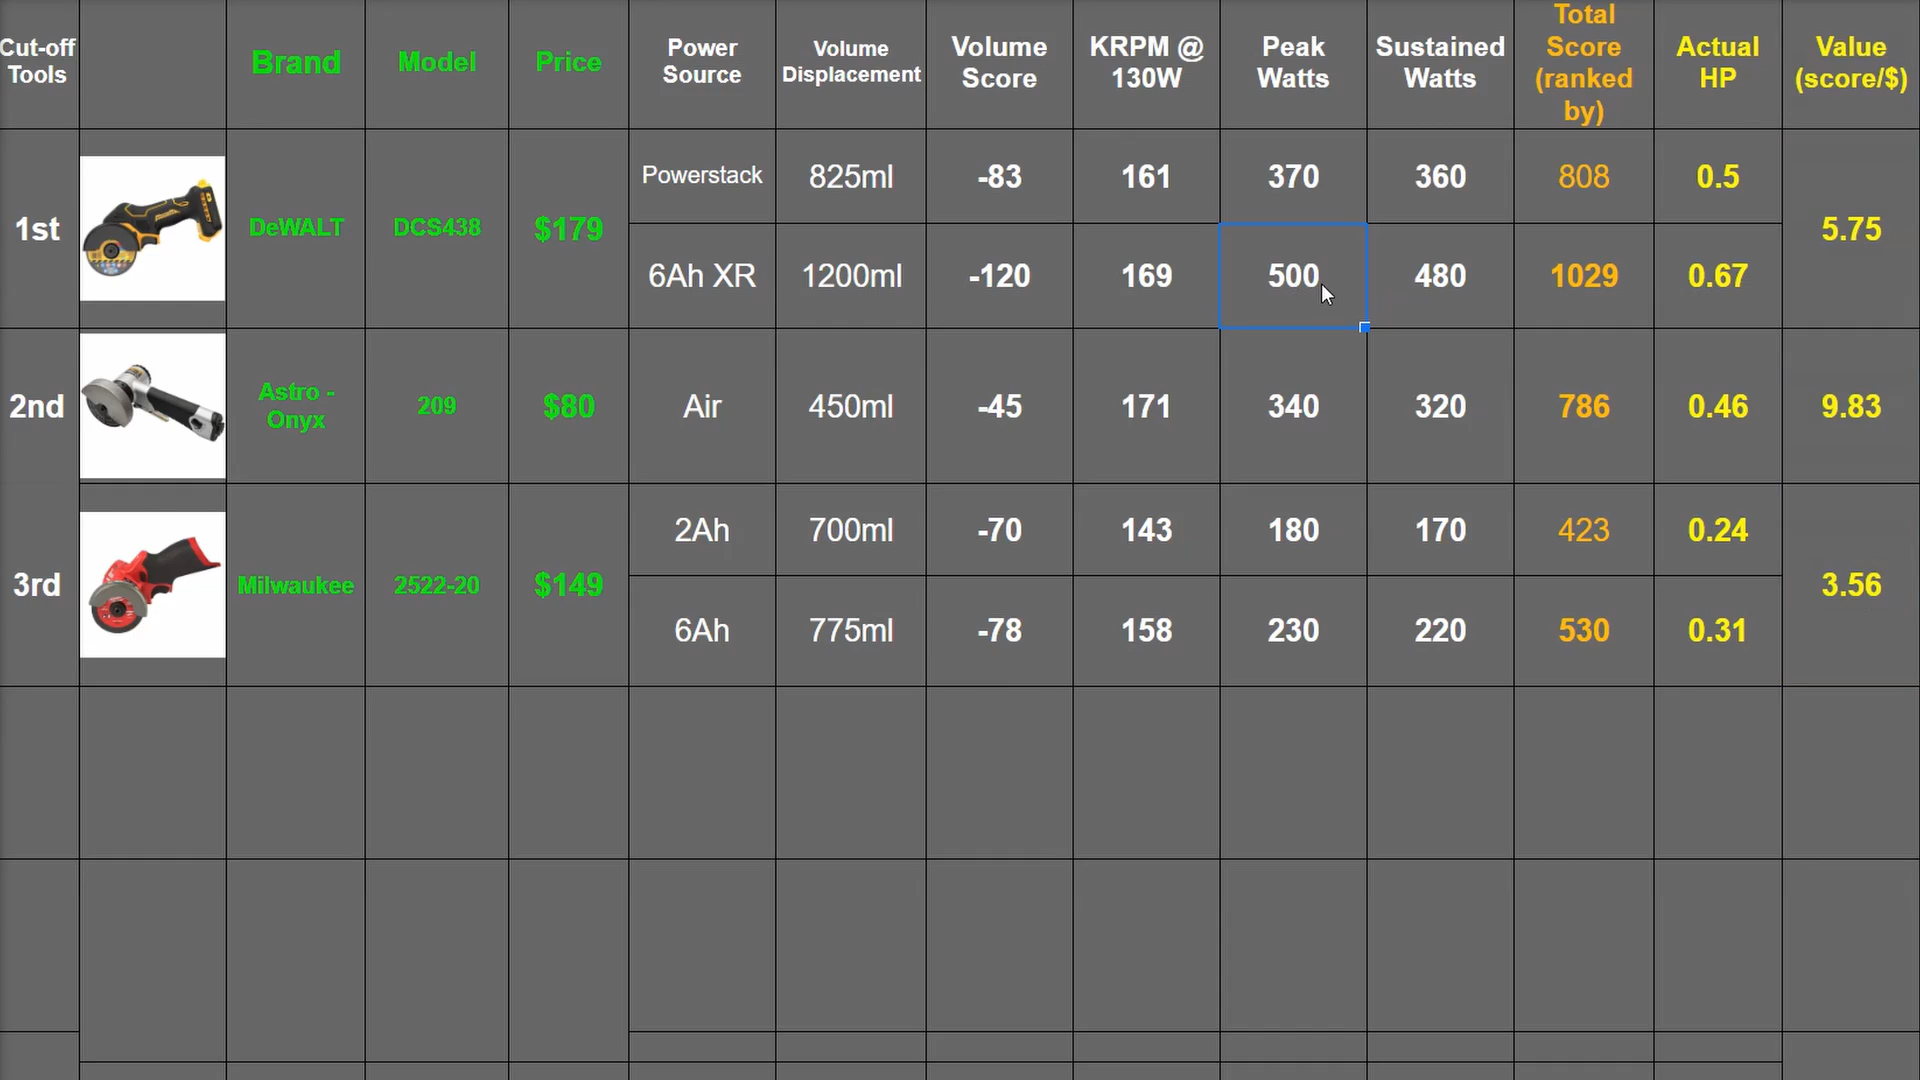 Cut-off
Tools
Brand
Model
Price
Power
Source
Volume
Displacement
Volume
Score
KRPM @
130W
Peak
Watts
Sustained
Watts
Total
Score
(ranked
by)
Actual
HP
Value
(score/$)
1st
DeWALT
DCS438
$179
Powerstack
825ml
-83
161
370
360
808
0.5
5.75
6Ah XR
1200ml
-120
169
500
480
1029
0.67
2nd
Astro -
Onyx
209
$80
Air
450ml
-45
171
340
320
786
0.46
9.83
3rd
Milwaukee
2522-20
$149
2Ah
700ml
-70
143
180
170
423
0.24
3.56
6Ah
775ml
-78
158
230
220
530
0.31